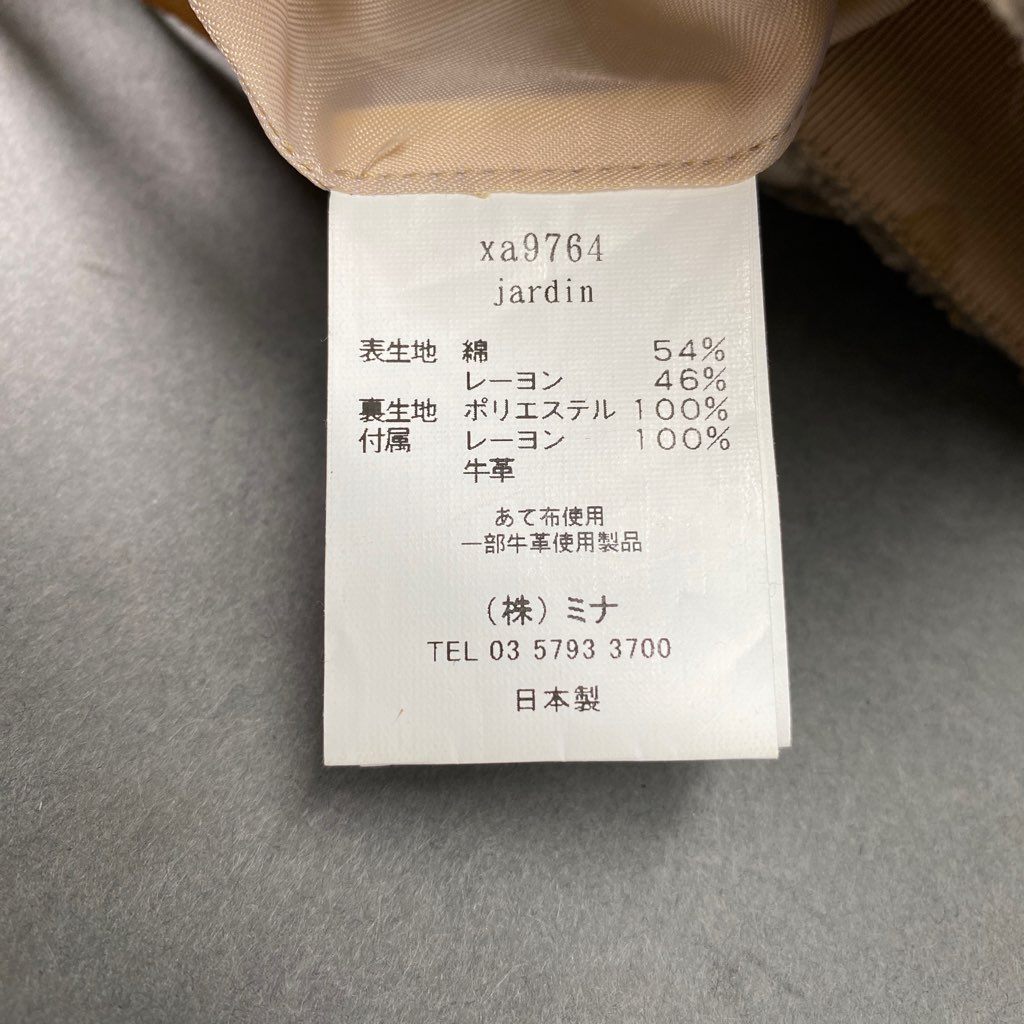 xa9764
jardin
表生地 綿 54%
レーヨン 46%
裏生地 ポリエステル 100%
付属 レーヨン 100%
牛革
あて布使用
一部牛革使用製品
(株)ミナ
TEL 03 5793 3700
日本製